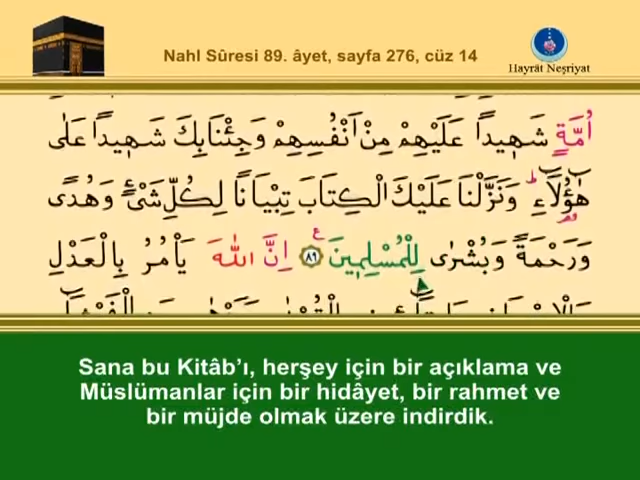 Nahl Sûresi 89. âyet, sayfa 276, cüz 14
Hayrât Neşriyat
اُمَّةٍ شَهٖيدًا عَلَيْهِمْ مِنْ اَنْفُسِهِمْ وَجِئْنَابِكَ شَهٖيدًا عَلٰى
هٰٓؤُلَٓاءِ وَنَزَّلْنَا عَلَيْكَ الْكِتَابَ تِبْيَانًا لِكُلِّ شَىْءٍ وَهُدًى
وَرَحْمَةً وَبُشْرٰى لِلْمُسْلِمٖينَ ﴿٨٩﴾ اِنَّ اللّٰهَ يَاْمُرُ بِالْعَدْلِ
Sana bu Kitâb’ı, herşey için bir açıklama ve
Müslümanlar için bir hidâyet, bir rahmet ve
bir müjde olmak üzere indirdik.